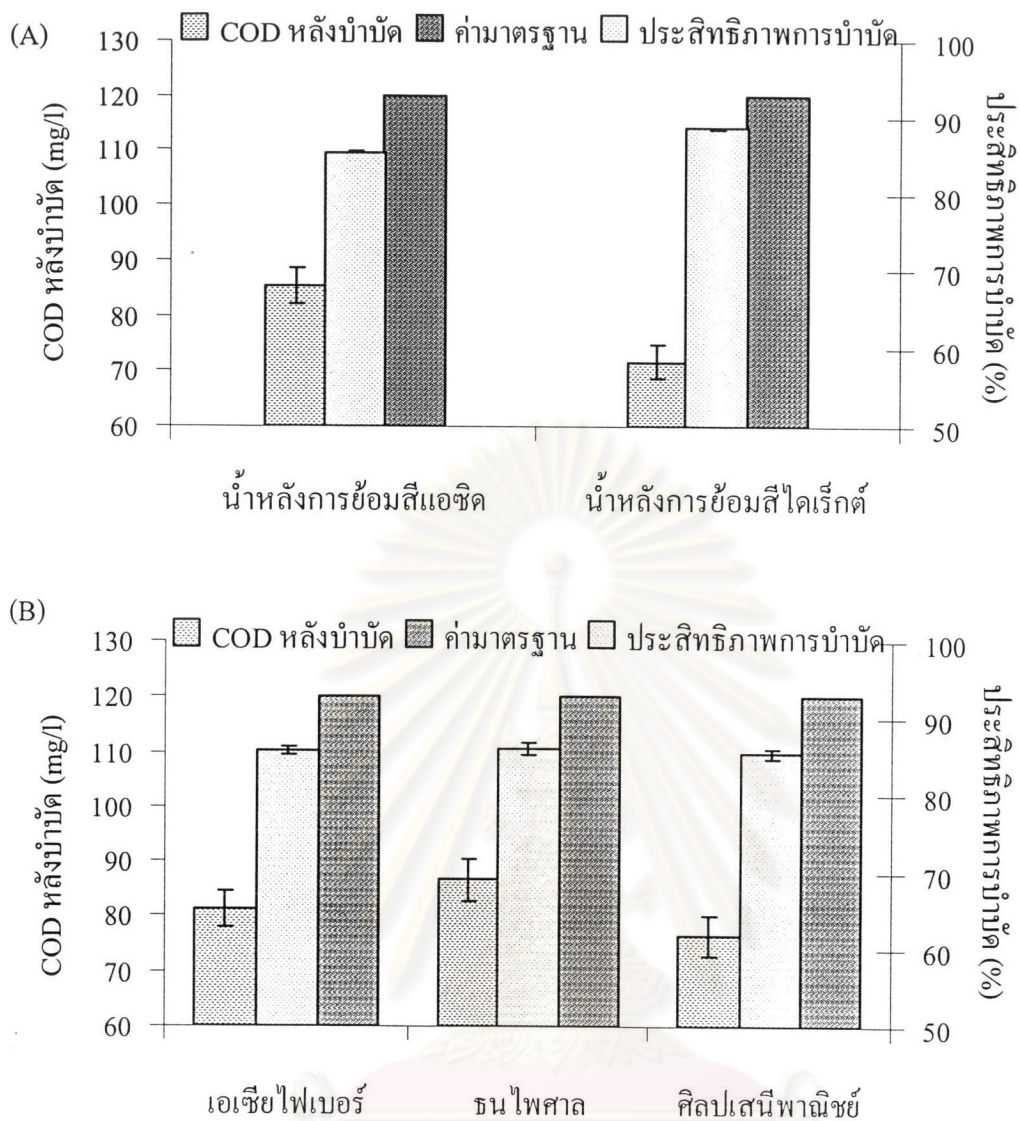 (A)
COD หลังบำบัด ค่ามาตรฐาน ประสิทธิภาพการบำบัด
COD หลังบำบัด (mg/l)
130
120
110
100
90
80
70
60
100
90
80
70
60
50
ประสิทธิภาพการบำบัด (%)
น้ำหลังการย้อมสีแอซิด น้ำหลังการย้อมสีไดเร็กต์
(B)
COD หลังบำบัด ค่ามาตรฐาน ประสิทธิภาพการบำบัด
COD หลังบำบัด (mg/l)
130
120
110
100
90
80
70
60
100
90
80
70
60
50
ประสิทธิภาพการบำบัด (%)
เอเซียไฟเบอร์ ธนไพศาล ศิลปเสนีพาณิชย์